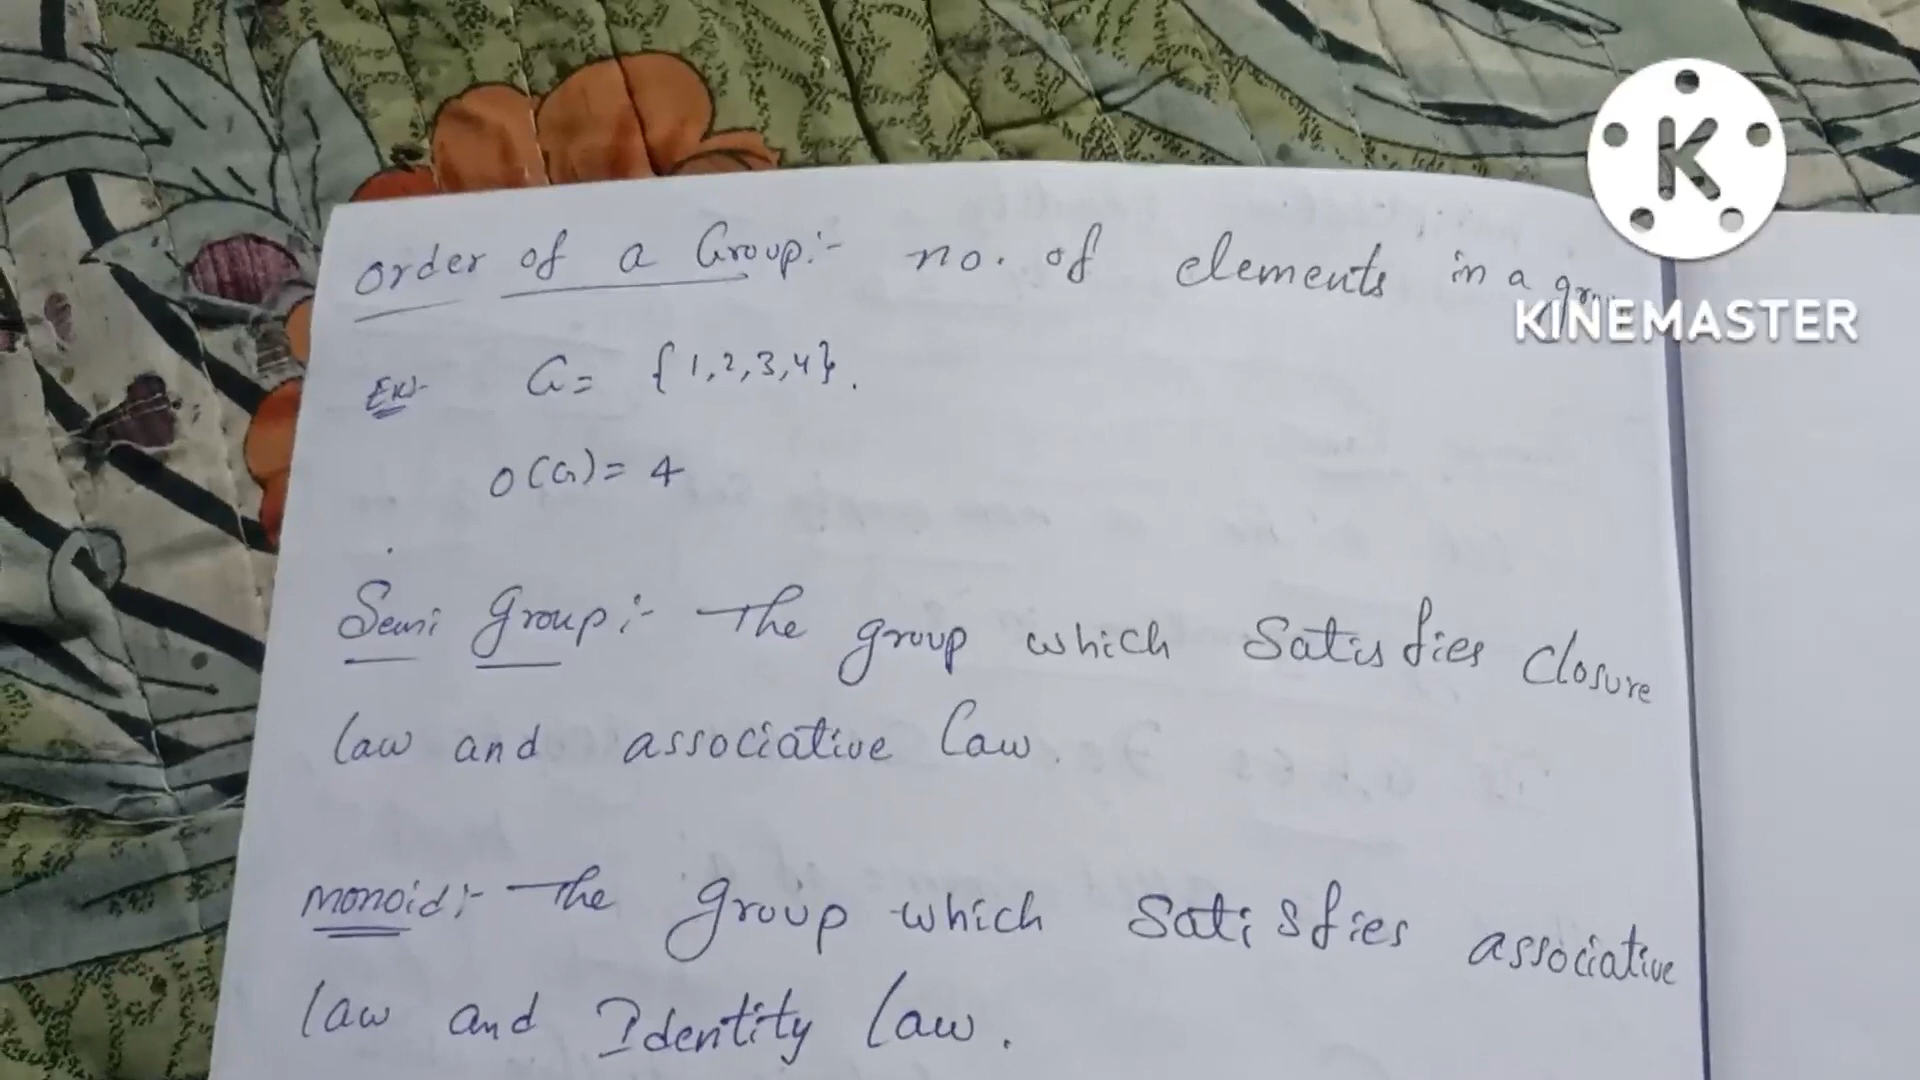 order of a Group:- no. of elements in a
Ex:- G = {1,2,3,4}.
O(G) = 4
Semi group:- The group which Satisfies Closure
law and associative law.
monoid:- The group which Satisfies associative
law and Identity law.
K
KINEMASTER